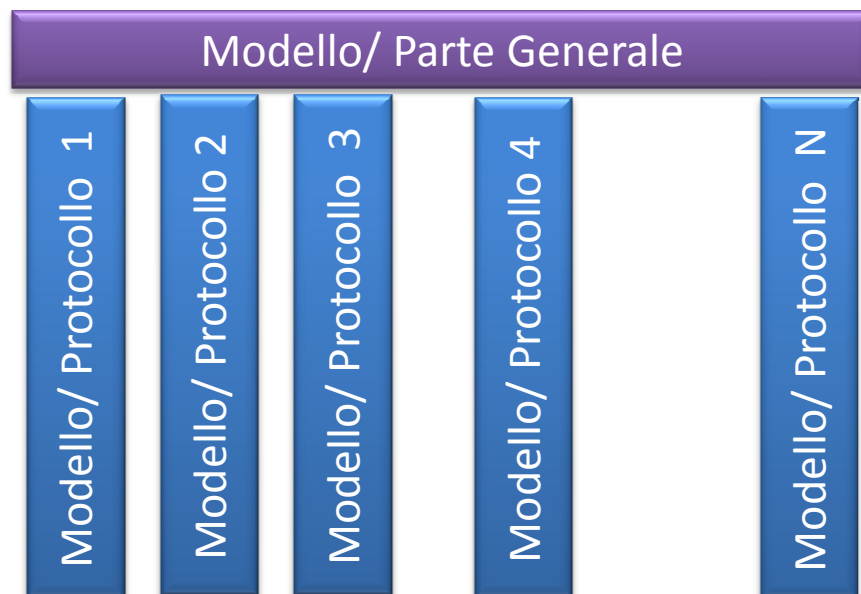 Modello/ Parte Generale
Modello/ Protocollo 1
Modello/ Protocollo 2
Modello/ Protocollo 3
Modello/ Protocollo 4
Modello/ Protocollo N